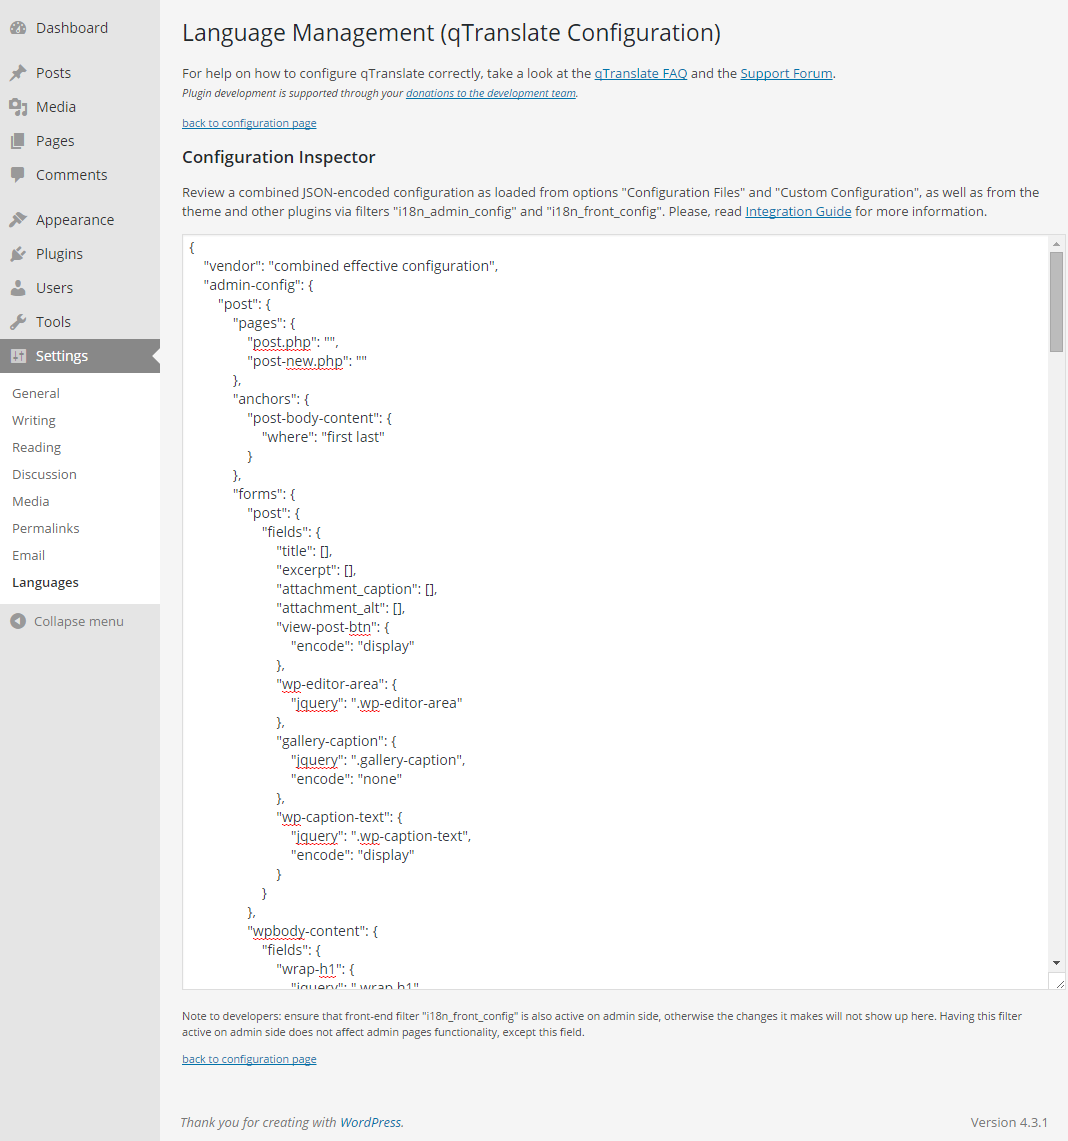 Dashboard
Posts
Media
Pages
Comments
Appearance
Plugins
Users
Tools
Settings
General
Writing
Reading
Discussion
Media
Permalinks
Email
Languages
Collapse menu
Language Management (qTranslate Configuration)
For help on how to configure qTranslate correctly, take a look at the qTranslate FAQ and the Support Forum.
Plugin development is supported through your donations to the development team.
back to configuration page
Configuration Inspector
Review a combined JSON-encoded configuration as loaded from options "Configuration Files" and "Custom Configuration", as well as from the
theme and other plugins via filters "i18n_admin_config" and "i18n_front_config". Please, read Integration Guide for more information.
{
"vendor": "combined effective configuration",
"admin-config": {
"post": {
"pages": {
"post.php": "",
"post-new.php": ""
},
"anchors": {
"post-body-content": {
"where": "first last"
}
},
"forms": {
"post": {
"fields": {
"title": [],
"excerpt": [],
"attachment_caption": [],
"attachment_alt": [],
"view-post-btn": {
"encode": "display"
},
"wp-editor-area": {
"jquery": ".wp-editor-area"
},
"gallery-caption": {
"jquery": ".gallery-caption",
"encode": "none"
},
"wp-caption-text": {
"jquery": ".wp-caption-text",
"encode": "display"
}
}
},
"wpbody-content": {
"fields": {
"wrap-h1": {
"jquery": ".wrap h1"
Note to developers: ensure that front-end filter "i18n_front_config" is also active on admin side, otherwise the changes it makes will not show up here. Having this filter
active on admin side does not affect admin pages functionality, except this field.
back to configuration page
Thank you for creating with WordPress.
Version 4.3.1